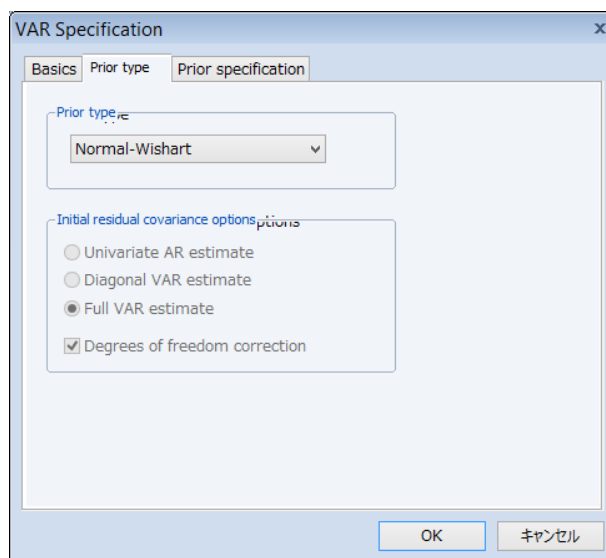 VAR Specification
x
Basics Prior type Prior specification
Prior type
Normal-Wishart
Initial residual covariance options
Univariate AR estimate
Diagonal VAR estimate
Full VAR estimate
Degrees of freedom correction
OK キャンセル